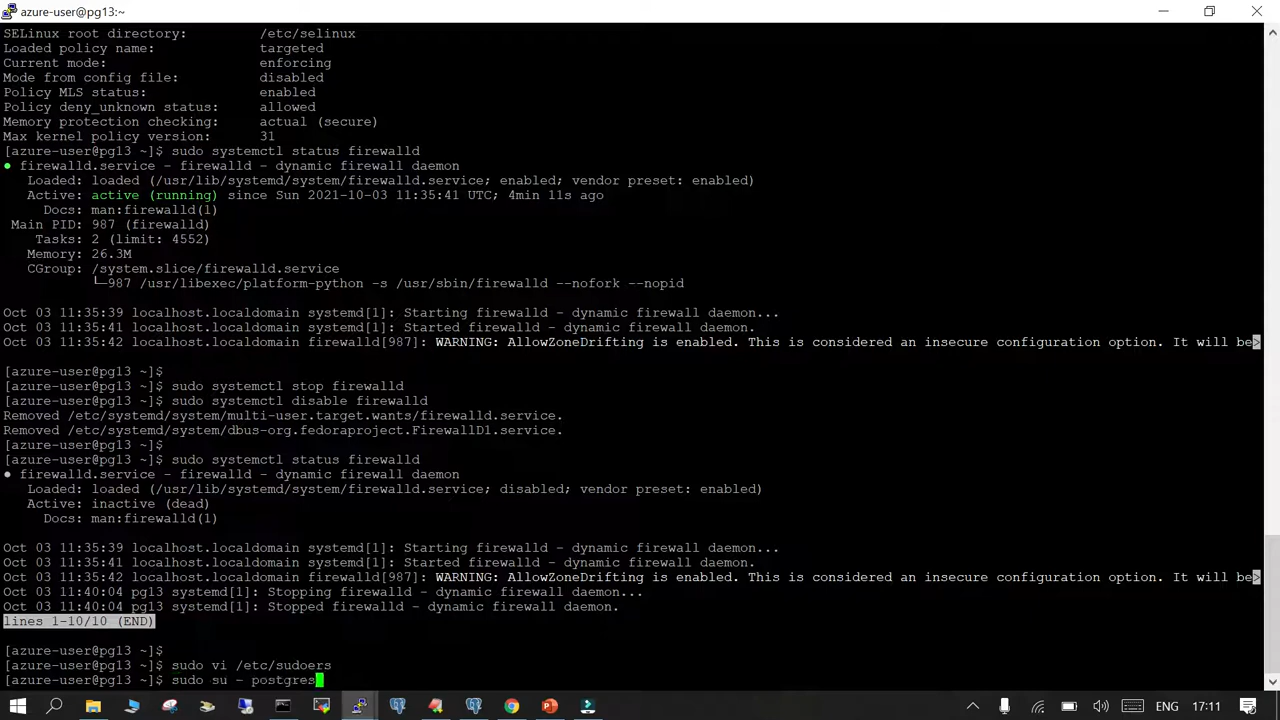 azure-user@pg13:~
SELinux root directory:         /etc/selinux
Loaded policy name:             targeted
Current mode:                   enforcing
Mode from config file:          disabled
Policy MLS status:              enabled
Policy deny_unknown status:     allowed
Memory protection checking:     actual (secure)
Max kernel policy version:      31
[azure-user@pg13 ~]$ sudo systemctl status firewalld
● firewalld.service - firewalld - dynamic firewall daemon
   Loaded: loaded (/usr/lib/systemd/system/firewalld.service; enabled; vendor preset: enabled)
   Active: active (running) since Sun 2021-10-03 11:35:41 UTC; 4min 11s ago
     Docs: man:firewalld(1)
 Main PID: 987 (firewalld)
    Tasks: 2 (limit: 4552)
   Memory: 26.3M
   CGroup: /system.slice/firewalld.service
           └─987 /usr/libexec/platform-python -s /usr/sbin/firewalld --nofork --nopid
Oct 03 11:35:39 localhost.localdomain systemd[1]: Starting firewalld - dynamic firewall daemon...
Oct 03 11:35:41 localhost.localdomain systemd[1]: Started firewalld - dynamic firewall daemon.
Oct 03 11:35:42 localhost.localdomain firewalld[987]: WARNING: AllowZoneDrifting is enabled. This is considered an insecure configuration option. It will be>
[azure-user@pg13 ~]$
[azure-user@pg13 ~]$ sudo systemctl stop firewalld
[azure-user@pg13 ~]$ sudo systemctl disable firewalld
Removed /etc/systemd/system/multi-user.target.wants/firewalld.service.
Removed /etc/systemd/system/dbus-org.fedoraproject.FirewallD1.service.
[azure-user@pg13 ~]$
[azure-user@pg13 ~]$ sudo systemctl status firewalld
● firewalld.service - firewalld - dynamic firewall daemon
   Loaded: loaded (/usr/lib/systemd/system/firewalld.service; disabled; vendor preset: enabled)
   Active: inactive (dead)
     Docs: man:firewalld(1)
Oct 03 11:35:39 localhost.localdomain systemd[1]: Starting firewalld - dynamic firewall daemon...
Oct 03 11:35:41 localhost.localdomain systemd[1]: Started firewalld - dynamic firewall daemon.
Oct 03 11:35:42 localhost.localdomain firewalld[987]: WARNING: AllowZoneDrifting is enabled. This is considered an insecure configuration option. It will be>
Oct 03 11:40:04 pg13 systemd[1]: Stopping firewalld - dynamic firewall daemon...
Oct 03 11:40:04 pg13 systemd[1]: Stopped firewalld - dynamic firewall daemon.
lines 1-10/10 (END)
[azure-user@pg13 ~]$
[azure-user@pg13 ~]$ sudo vi /etc/sudoers
[azure-user@pg13 ~]$ sudo su - postgres
ENG 17:11